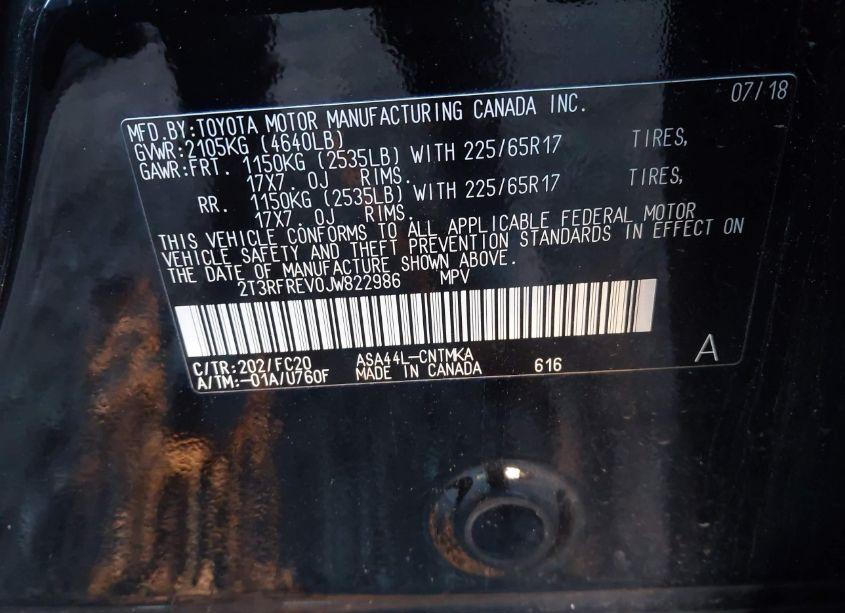 MFD.BY:TOYOTA MOTOR MANUFACTURING CANADA INC. 07/18
GVWR:2105KG (4640LB)
GAWR:FRT. 1150KG (2535LB) WITH 225/65R17 TIRES,
17X7.0J RIMS.
RR. 1150KG (2535LB) WITH 225/65R17 TIRES,
17X7.0J RIMS.
THIS VEHICLE CONFORMS TO ALL APPLICABLE FEDERAL MOTOR
VEHICLE SAFETY AND THEFT PREVENTION STANDARDS IN EFFECT ON
THE DATE OF MANUFACTURE SHOWN ABOVE.
2T3RFREV0JW822986 MPV
C/TR:202/FC20 ASA44L-CNTMKA A
A/TM:-01A/U760F MADE IN CANADA 616